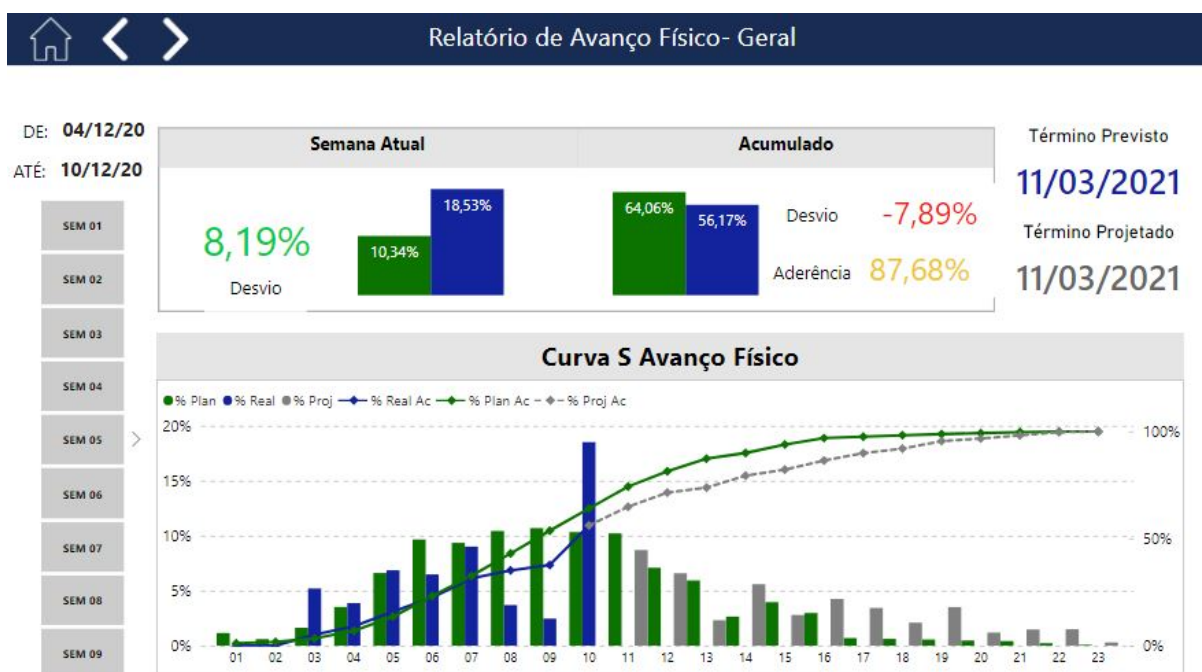 Relatório de Avanço Físico- Geral
DE: 04/12/20
ATÉ: 10/12/20
Semana Atual
Acumulado
8,19%
Desvio
10,34%
18,53%
64,06%
56,17%
Desvio -7,89%
Aderência 87,68%
Término Previsto
11/03/2021
Término Projetado
11/03/2021
SEM 01
SEM 02
SEM 03
SEM 04
SEM 05
SEM 06
SEM 07
SEM 08
SEM 09
Curva S Avanço Físico
% Plan % Real % Proj % Real Ac % Plan Ac % Proj Ac
20%
15%
10%
5%
0%
100%
50%
0%
01 02 03 04 05 06 07 08 09 10 11 12 13 14 15 16 17 18 19 20 21 22 23